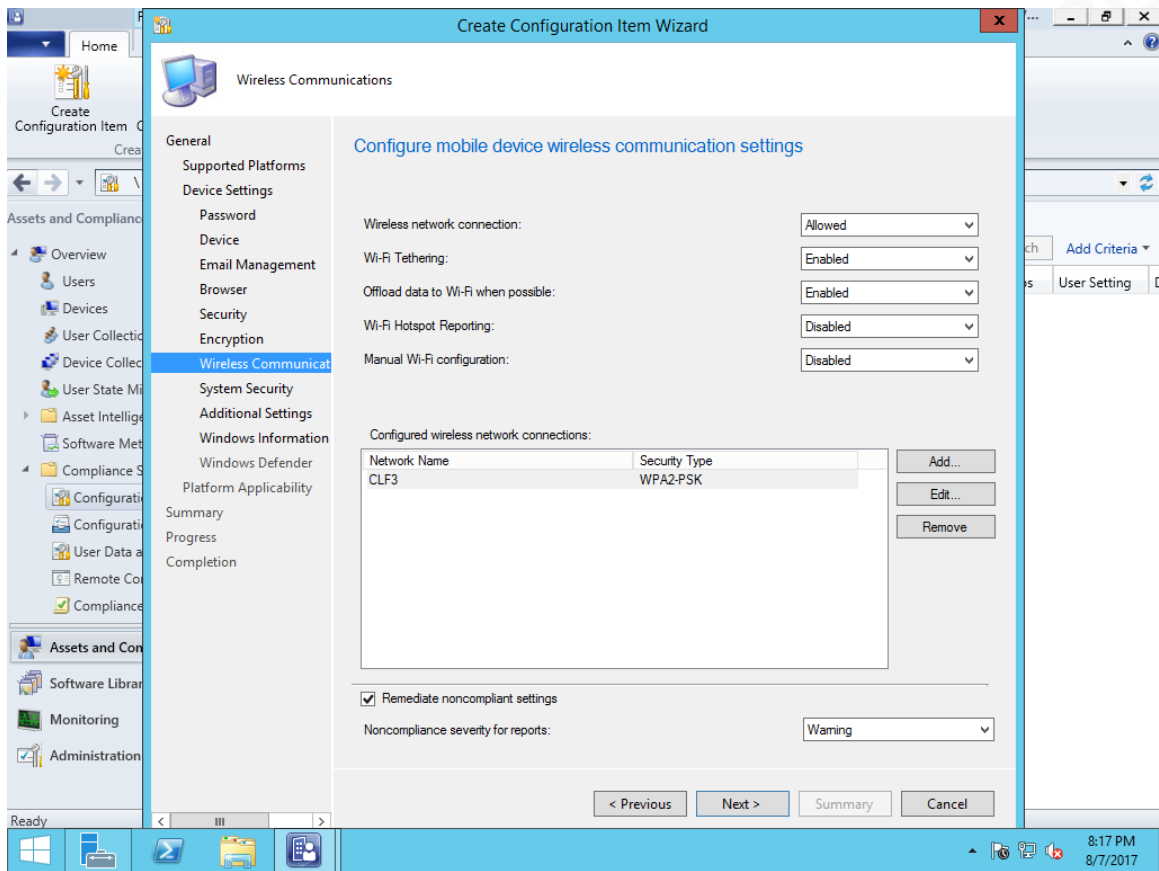 Create Configuration Item Wizard
Home
Create
Configuration Item
Crea
Assets and Complianc
Overview
Users
Devices
User Collectio
Device Collec
User State Mi
Asset Intellige
Software Met
Compliance S
Configurati
Configurati
User Data a
Remote Con
Compliance
Assets and Com
Software Librar
Monitoring
Administration
Ready
Wireless Communications
General
Supported Platforms
Device Settings
Password
Device
Email Management
Browser
Security
Encryption
Wireless Communicat
System Security
Additional Settings
Windows Information
Windows Defender
Platform Applicability
Summary
Progress
Completion
Configure mobile device wireless communication settings
Wireless network connection: Allowed
Wi-Fi Tethering: Enabled
Offload data to Wi-Fi when possible: Enabled
Wi-Fi Hotspot Reporting: Disabled
Manual Wi-Fi configuration: Disabled
Configured wireless network connections:
Network Name Security Type
CLF3 WPA2-PSK
Add...
Edit...
Remove
Remediate noncompliant settings
Noncompliance severity for reports: Warning
< Previous Next > Summary Cancel
ch Add Criteria
User Setting
8:17 PM
8/7/2017